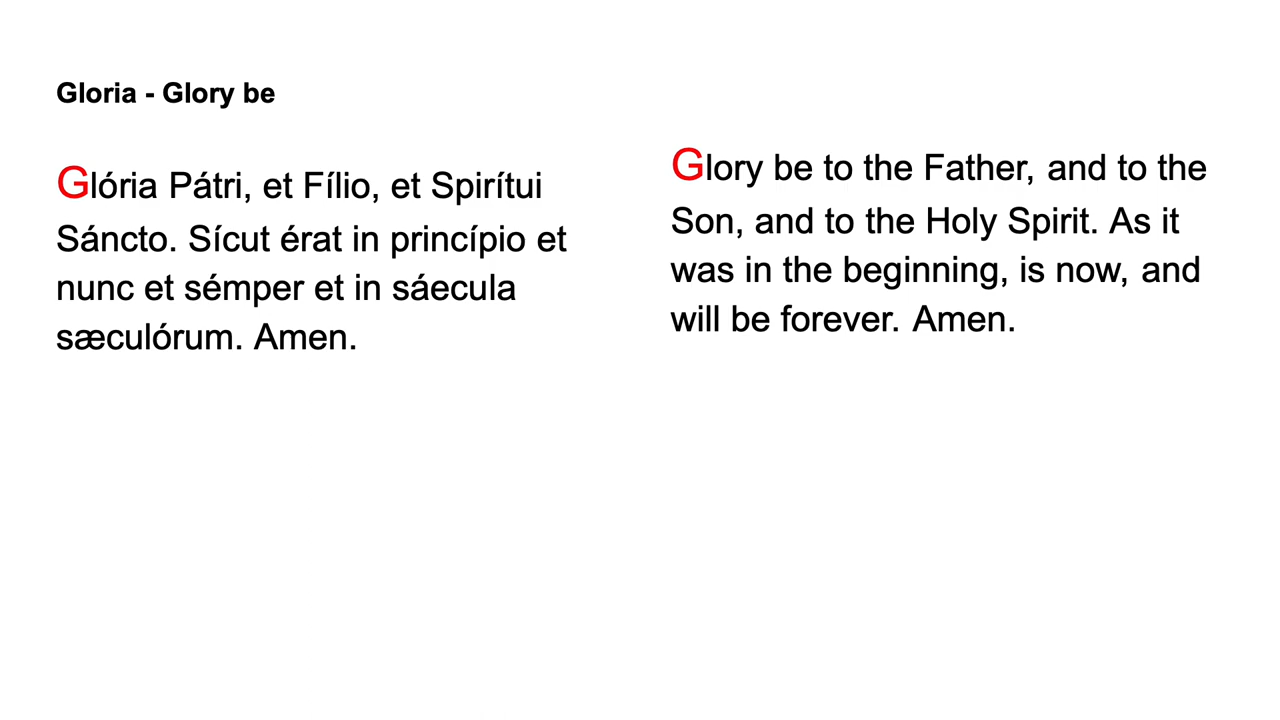 Gloria - Glory be
Glória Pátri, et Fílio, et Spirítui
Sáncto. Sícut érat in princípio et
nunc et sémper et in sáecula
sæculórum. Amen.
Glory be to the Father, and to the
Son, and to the Holy Spirit. As it
was in the beginning, is now, and
will be forever. Amen.